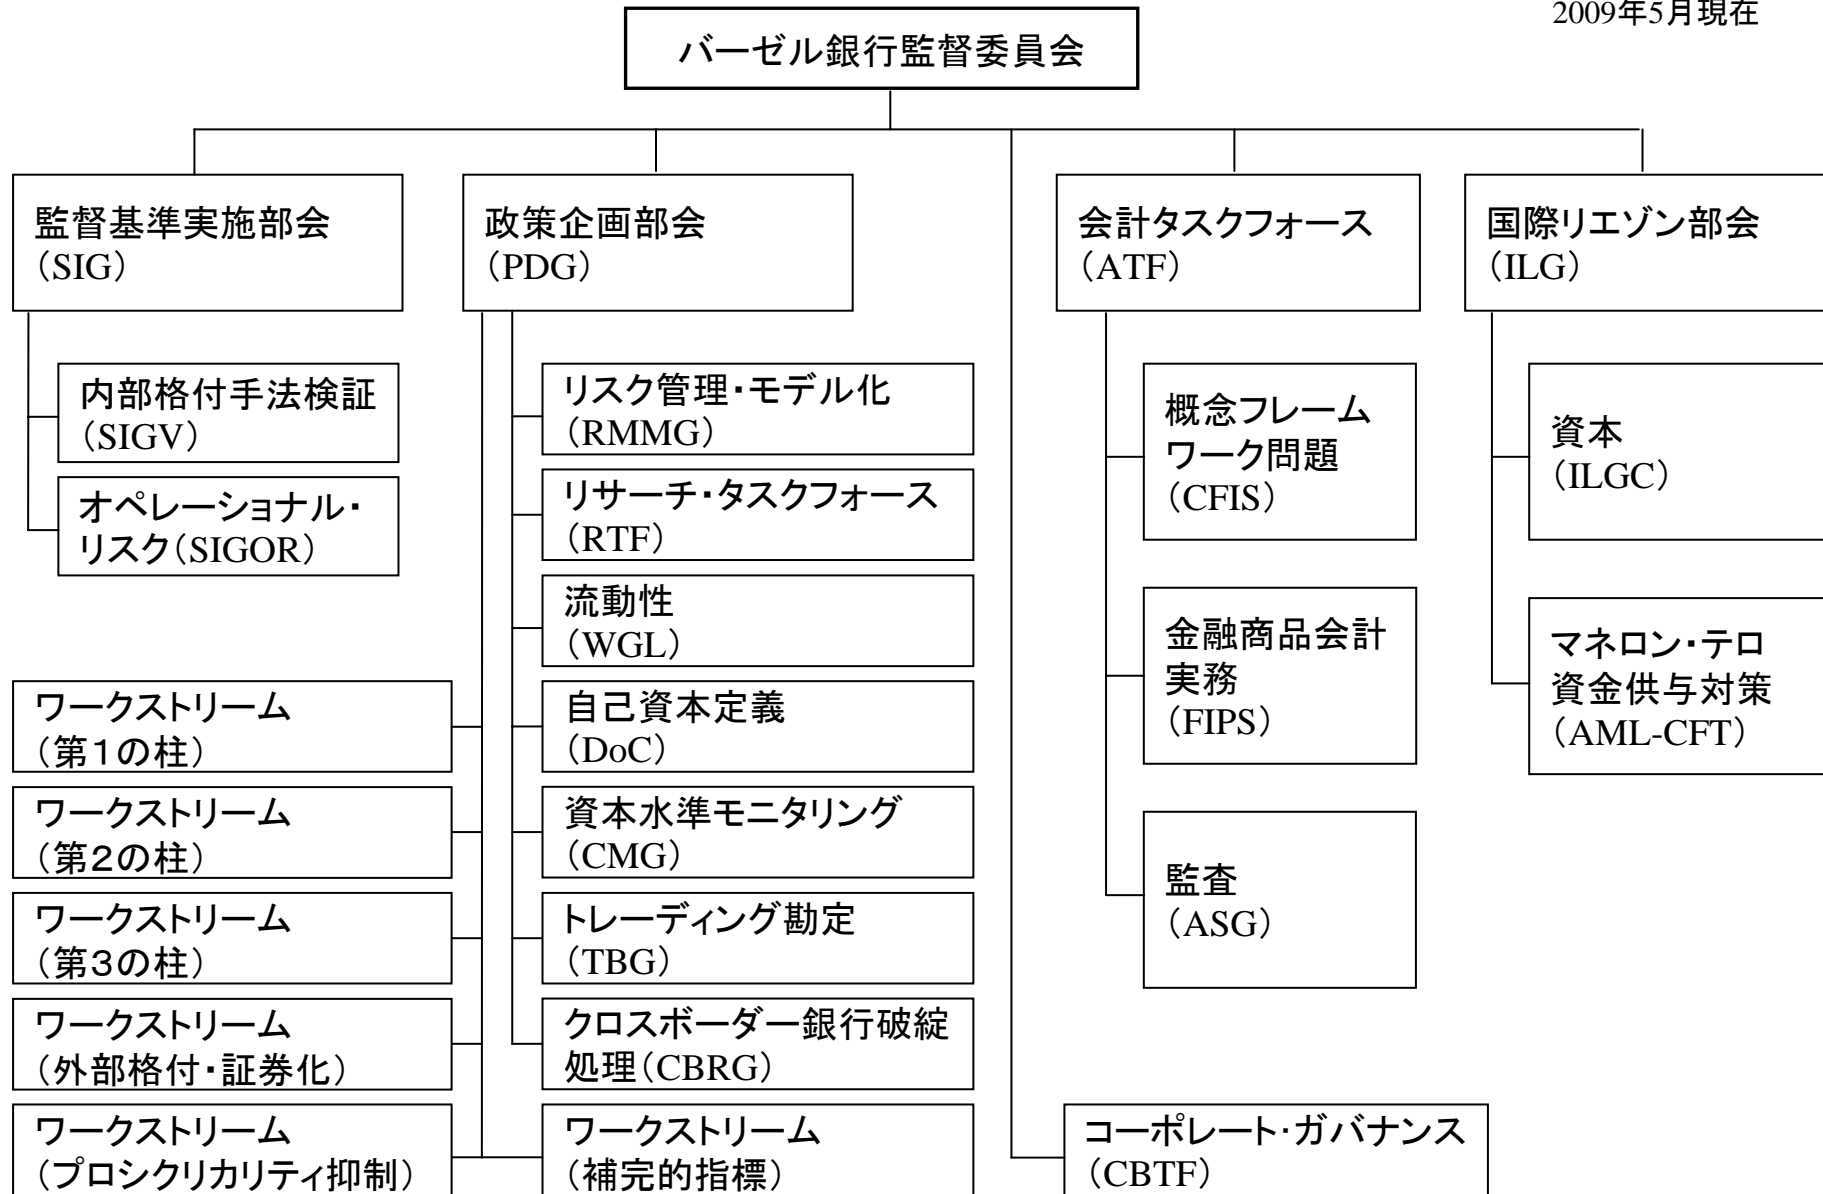 2009年5月現在
バーゼル銀行監督委員会
監督基準実施部会
（SIG）
政策企画部会
（PDG）
会計タスクフォース
（ATF）
国際リエゾン部会
（ILG）
内部格付手法検証
（SIGV）
オペレーショナル・
リスク（SIGOR）
リスク管理・モデル化
（RMMG）
リサーチ・タスクフォース
（RTF）
流動性
（WGL）
自己資本定義
（DoC）
資本水準モニタリング
（CMG）
トレーディング勘定
（TBG）
クロスボーダー銀行破綻
処理（CBRG）
ワークストリーム
（補完的指標）
ワークストリーム
（第１の柱）
ワークストリーム
（第２の柱）
ワークストリーム
（第３の柱）
ワークストリーム
（外部格付・証券化）
ワークストリーム
（プロシクリカリティ抑制）
概念フレーム
ワーク問題
（CFIS）
金融商品会計
実務
（FIPS）
監査
（ASG）
資本
（ILGC）
マネロン・テロ
資金供与対策
（AML-CFT）
コーポレート・ガバナンス
（CBTF）